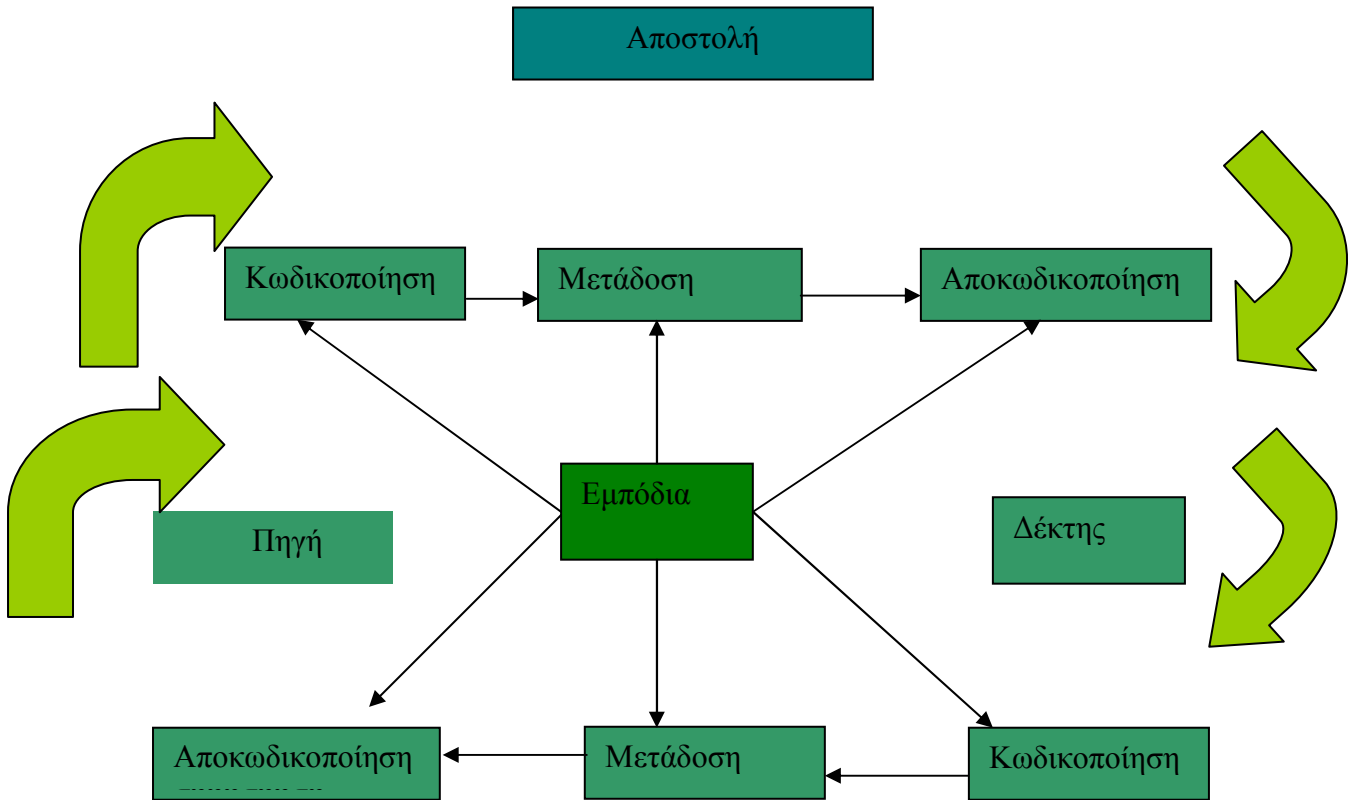 Αποστολή
Κωδικοποίηση
Μετάδοση
Αποκωδικοποίηση
Εμπόδια
Πηγή
Δέκτης
Αποκωδικοποίηση
Μετάδοση
Κωδικοποίηση